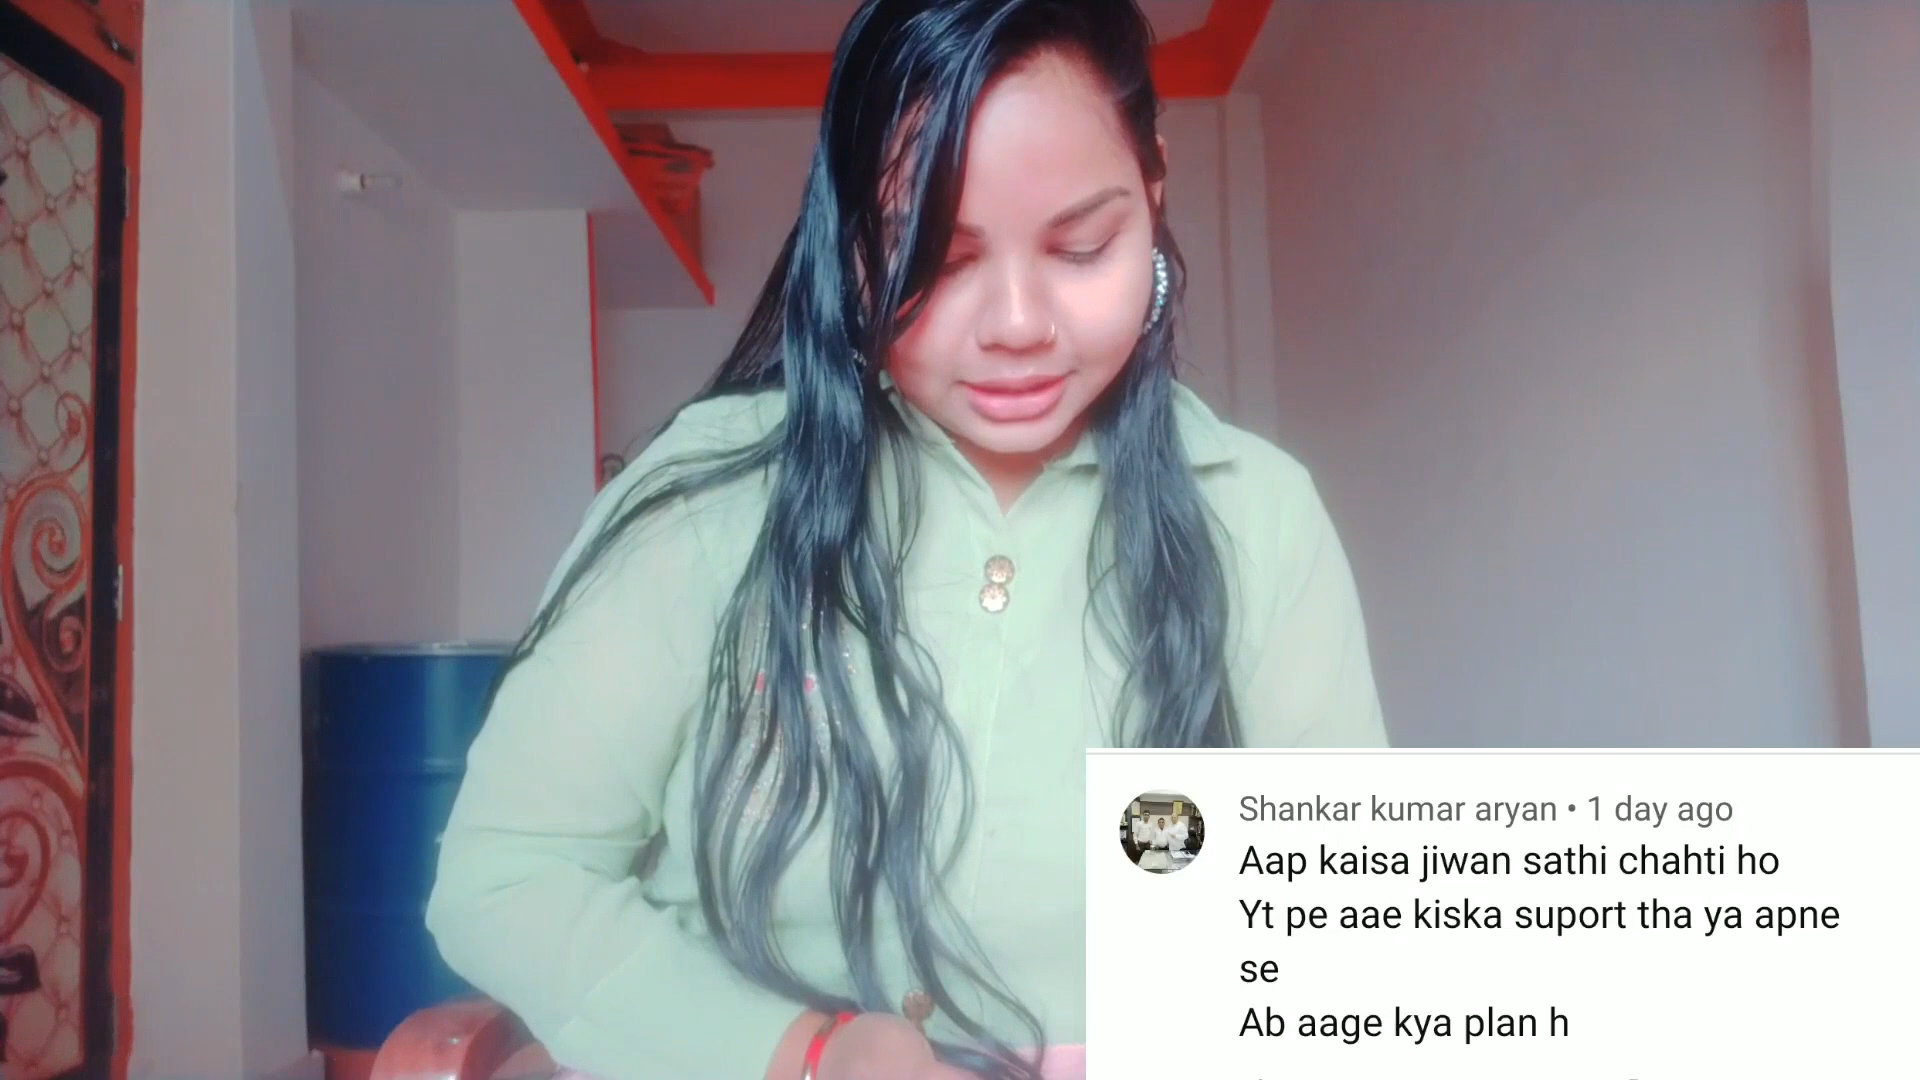 Shankar kumar aryan • 1 day ago
Aap kaisa jiwan sathi chahti ho
Yt pe aae kiska suport tha ya apne
se
Ab aage kya plan h